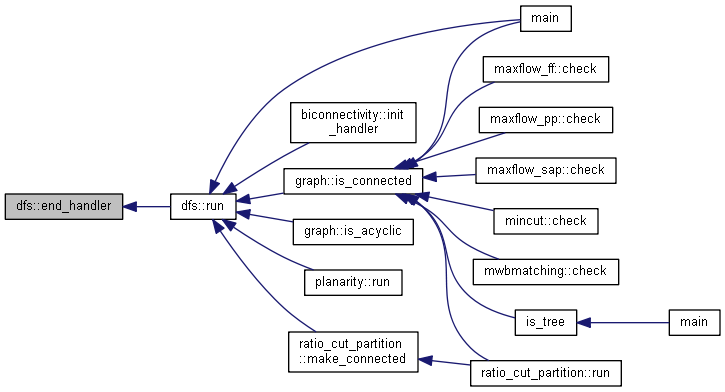 main
maxflow_ff::check
biconnectivity::init
_handler
maxflow_pp::check
graph::is_connected
maxflow_sap::check
dfs::end_handler
dfs::run
mincut::check
graph::is_acyclic
mwbmatching::check
planarity::run
is_tree
main
ratio_cut_partition
::make_connected
ratio_cut_partition::run